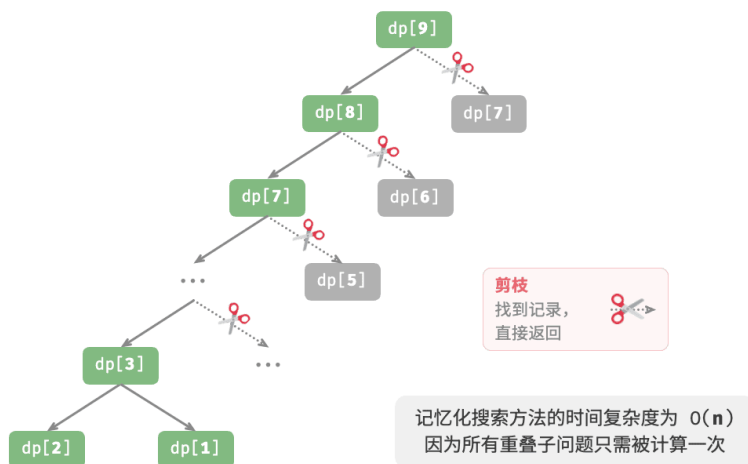 dp[9]
dp[8]
dp[7]
dp[7]
dp[6]
...
dp[5]
剪枝
找到记录，
直接返回
dp[3]
...
dp[2]
dp[1]
记忆化搜索方法的时间复杂度为 O(n)
因为所有重叠子问题只需被计算一次